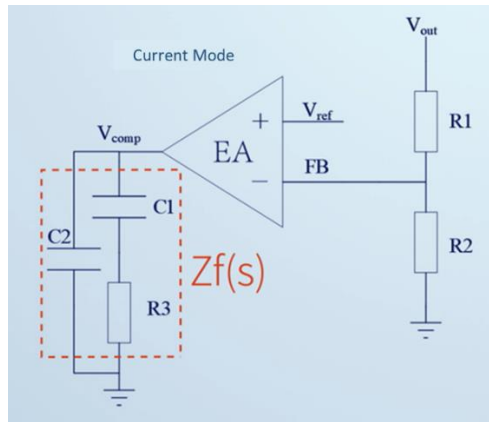 Vout
Current Mode
R1
Vref
+
Vcomp
EA
FB
−
C1
C2
R2
Zf(s)
R3